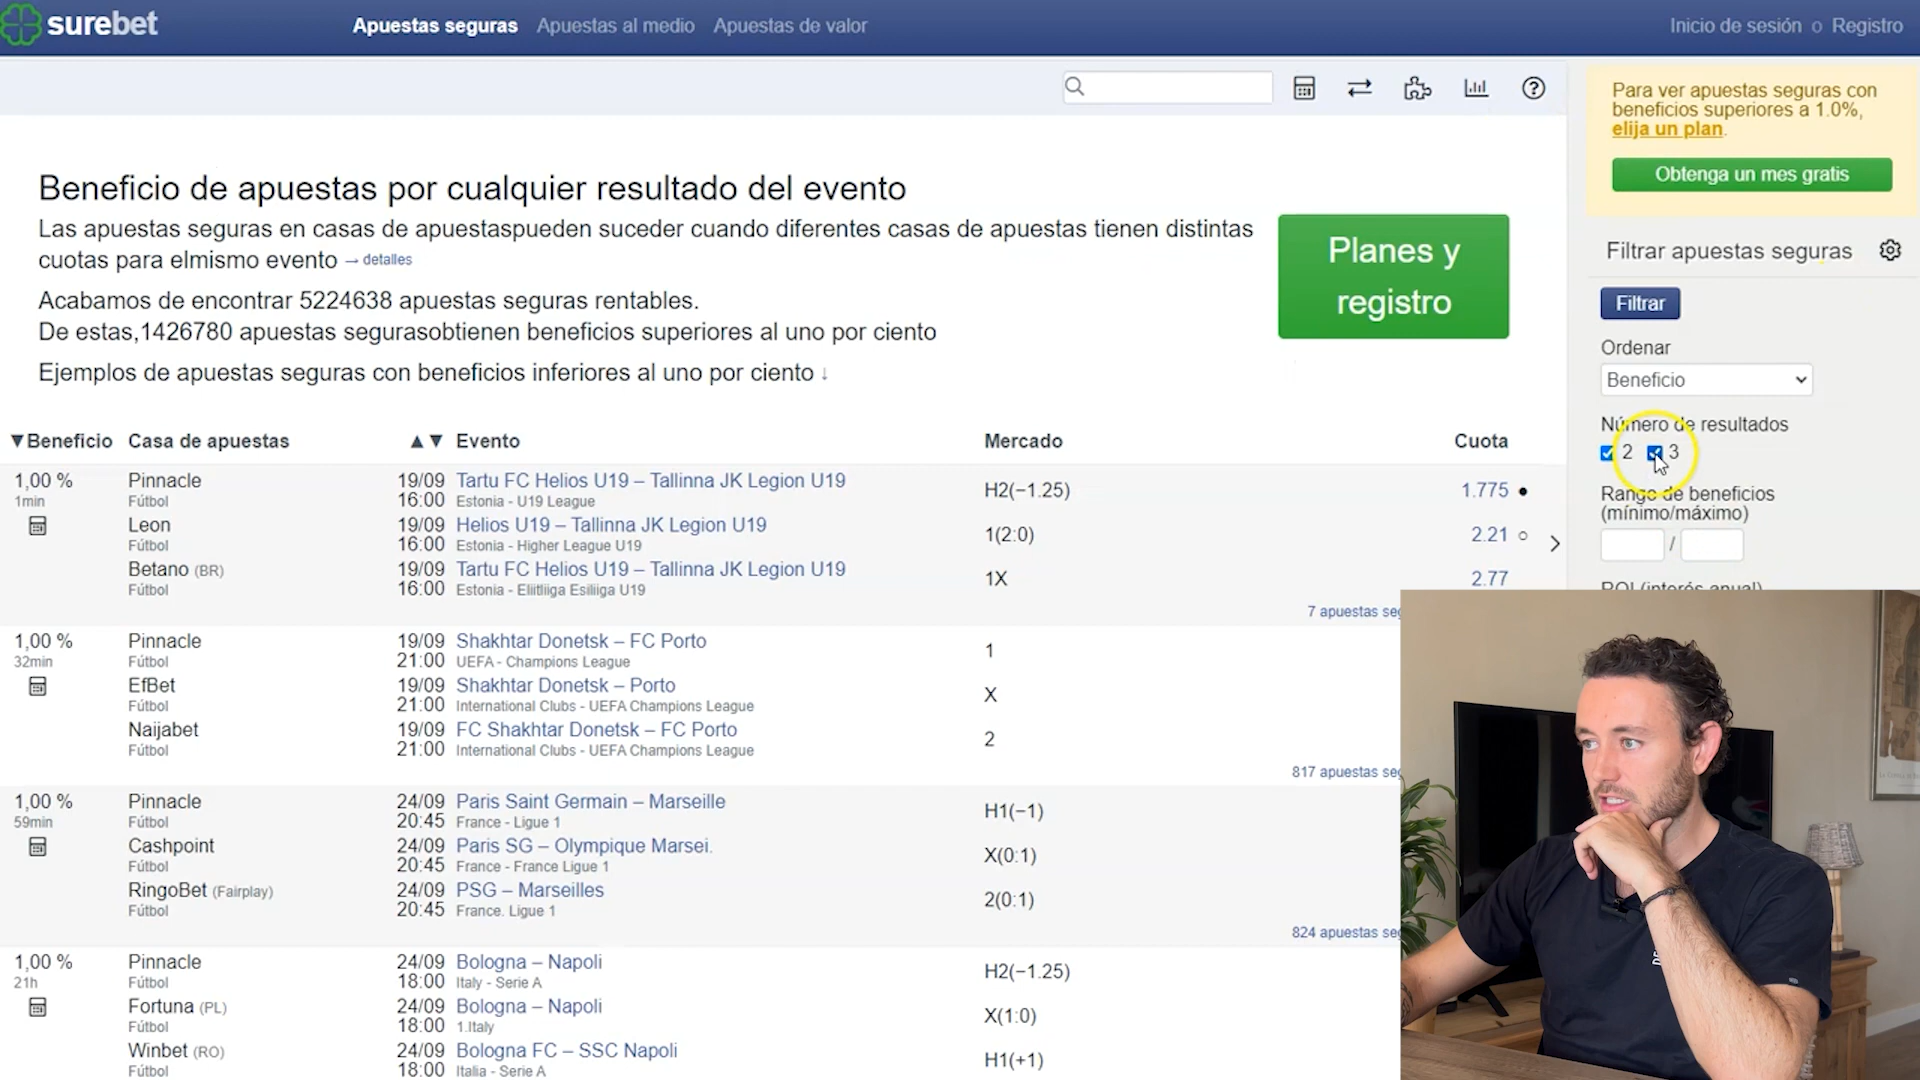 surebet
Apuestas seguras Apuestas al medio Apuestas de valor
Inicio de sesión o Registro
Para ver apuestas seguras con
beneficios superiores a 1.0%,
elija un plan.
Obtenga un mes gratis
Beneficio de apuestas por cualquier resultado del evento
Las apuestas seguras en casas de apuestaspueden suceder cuando diferentes casas de apuestas tienen distintas
cuotas para elmismo evento → detalles
Acabamos de encontrar 5224638 apuestas seguras rentables.
De estas,1426780 apuestas segurasobtienen beneficios superiores al uno por ciento
Ejemplos de apuestas seguras con beneficios inferiores al uno por ciento ↓
Planes y
registro
Filtrar apuestas seguras
Filtrar
Ordenar
Beneficio
Número de resultados
2 3
Rango de beneficios
(mínimo/máximo)
/
ROI (interés anual)
▼Beneficio Casa de apuestas ▲▼ Evento Mercado Cuota
1,00 % Pinnacle 19/09 Tartu FC Helios U19 – Tallinna JK Legion U19 H2(−1.25) 1.775 ●
1min Fútbol 16:00 Estonia - U19 League
Leon 19/09 Helios U19 – Tallinna JK Legion U19 1(2:0) 2.21 ○
Fútbol 16:00 Estonia - Higher League U19
Betano (BR) 19/09 Tartu FC Helios U19 – Tallinna JK Legion U19 1X 2.77
Fútbol 16:00 Estonia - Eliitliiga Esiliiga U19
7 apuestas seg
1,00 % Pinnacle 19/09 Shakhtar Donetsk – FC Porto 1
32min Fútbol 21:00 UEFA - Champions League
EfBet 19/09 Shakhtar Donetsk – Porto X
Fútbol 21:00 International Clubs - UEFA Champions League
Naijabet 19/09 FC Shakhtar Donetsk – FC Porto 2
Fútbol 21:00 International Clubs - UEFA Champions League
817 apuestas seg
1,00 % Pinnacle 24/09 Paris Saint Germain – Marseille H1(−1)
59min Fútbol 20:45 France - Ligue 1
Cashpoint 24/09 Paris SG – Olympique Marsei. X(0:1)
Fútbol 20:45 France - France Ligue 1
RingoBet (Fairplay) 24/09 PSG – Marseilles 2(0:1)
Fútbol 20:45 France. Ligue 1
824 apuestas seg
1,00 % Pinnacle 24/09 Bologna – Napoli H2(−1.25)
21h Fútbol 18:00 Italy - Serie A
Fortuna (PL) 24/09 Bologna – Napoli X(1:0)
Fútbol 18:00 1.Italy
Winbet (RO) 24/09 Bologna FC – SSC Napoli H1(+1)
Fútbol 18:00 Italia - Serie A